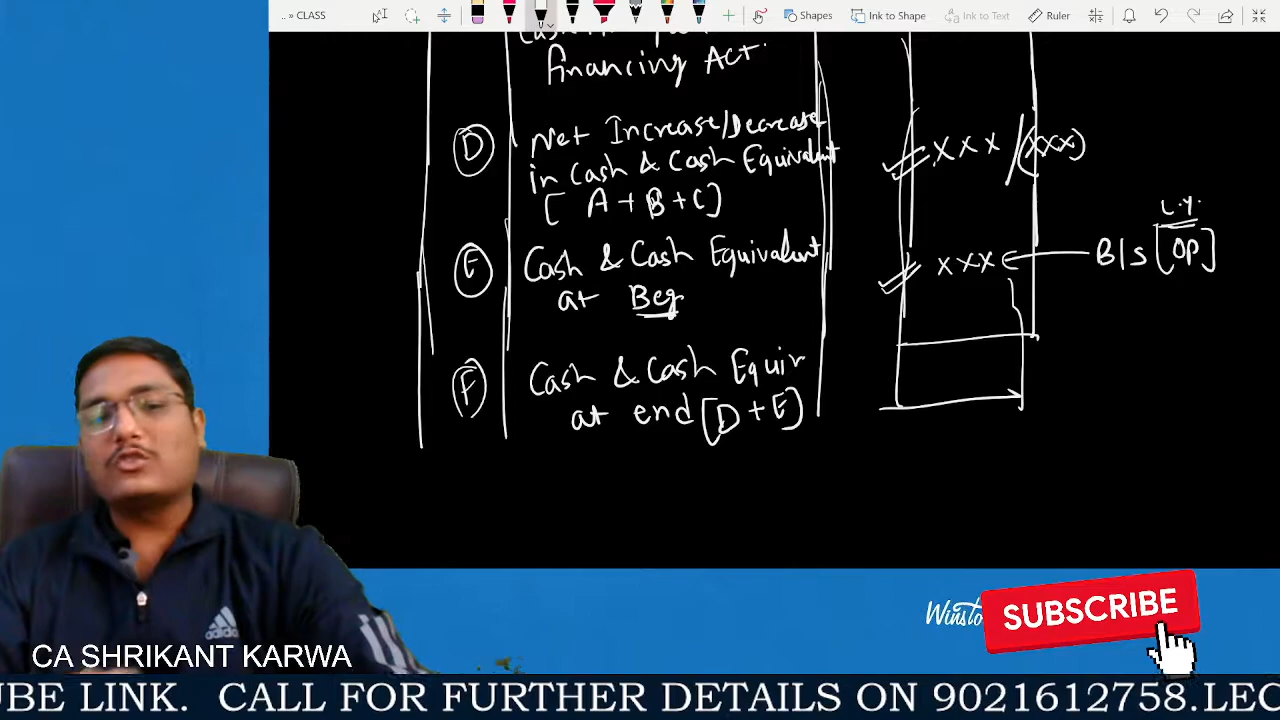 .. » CLASS
Shapes
Ink to Shape
Ink to Text
Ruler
Financing Act.
D
Net Increase/Decrease
in Cash & Cash Equivalent
[ A + B + C ]
xxx / (xxx)
E
Cash & Cash Equivalent
at Beg
xxx
B/s [OP]
L.Y.
F
Cash & Cash Equiv
at end [D + E]
SUBSCRIBE
CA SHRIKANT KARWA
UBE LINK. CALL FOR FURTHER DETAILS ON 9021612758.LEC